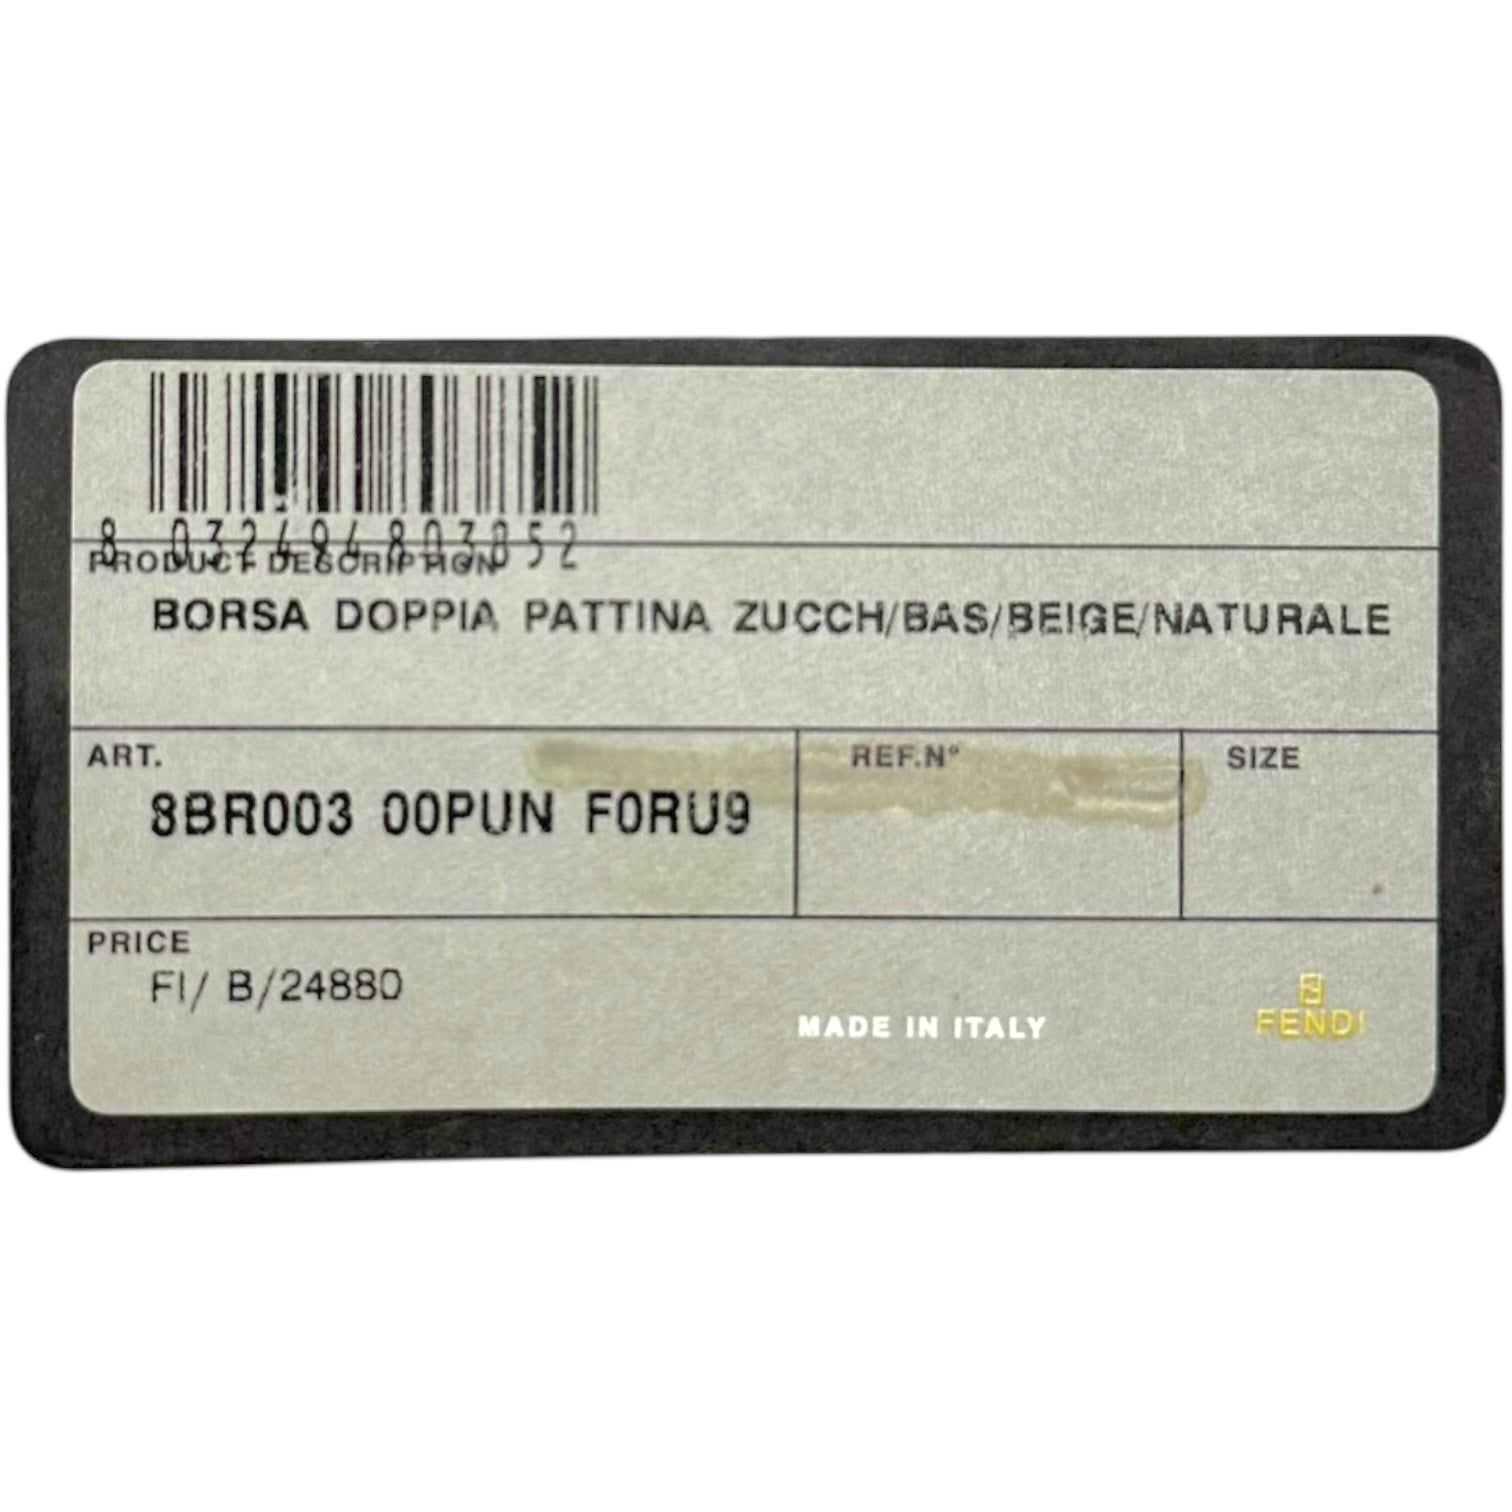 8 032494 803852
PRODUCT DESCRIPTION
BORSA DOPPIA PATTINA ZUCCH/BAS/BEIGE/NATURALE
ART.
8BR003 00PUN F0RU9
REF.N°
SIZE
PRICE
FI/ B/24880
MADE IN ITALY
FENDI